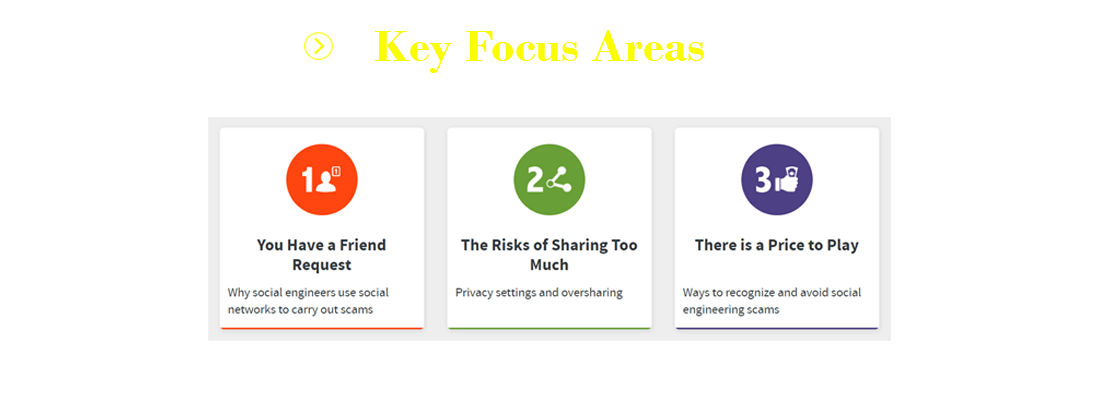 Key Focus Areas
1 1
You Have a Friend
Request
Why social engineers use social
networks to carry out scams
2
The Risks of Sharing Too
Much
Privacy settings and oversharing
3
There is a Price to Play
Ways to recognize and avoid social
engineering scams